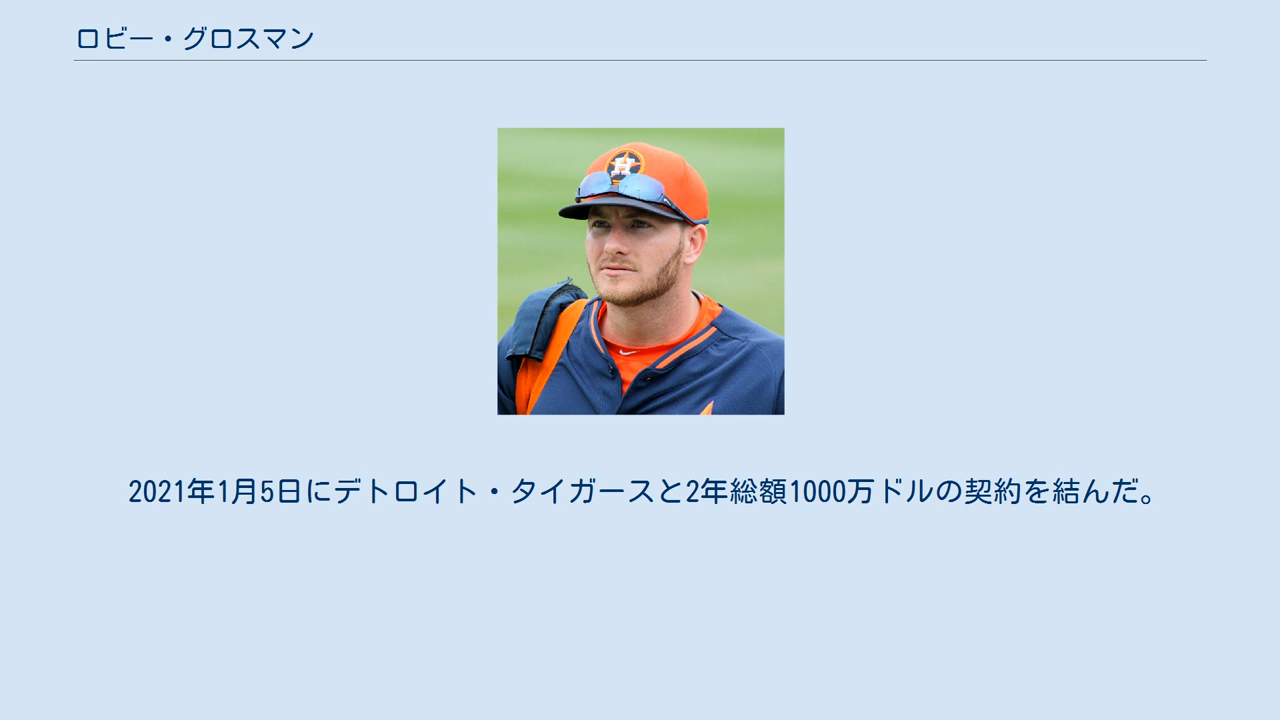 ロビー・グロスマン
H
2021年1月5日にデトロイト・タイガースと2年総額1000万ドルの契約を結んだ。